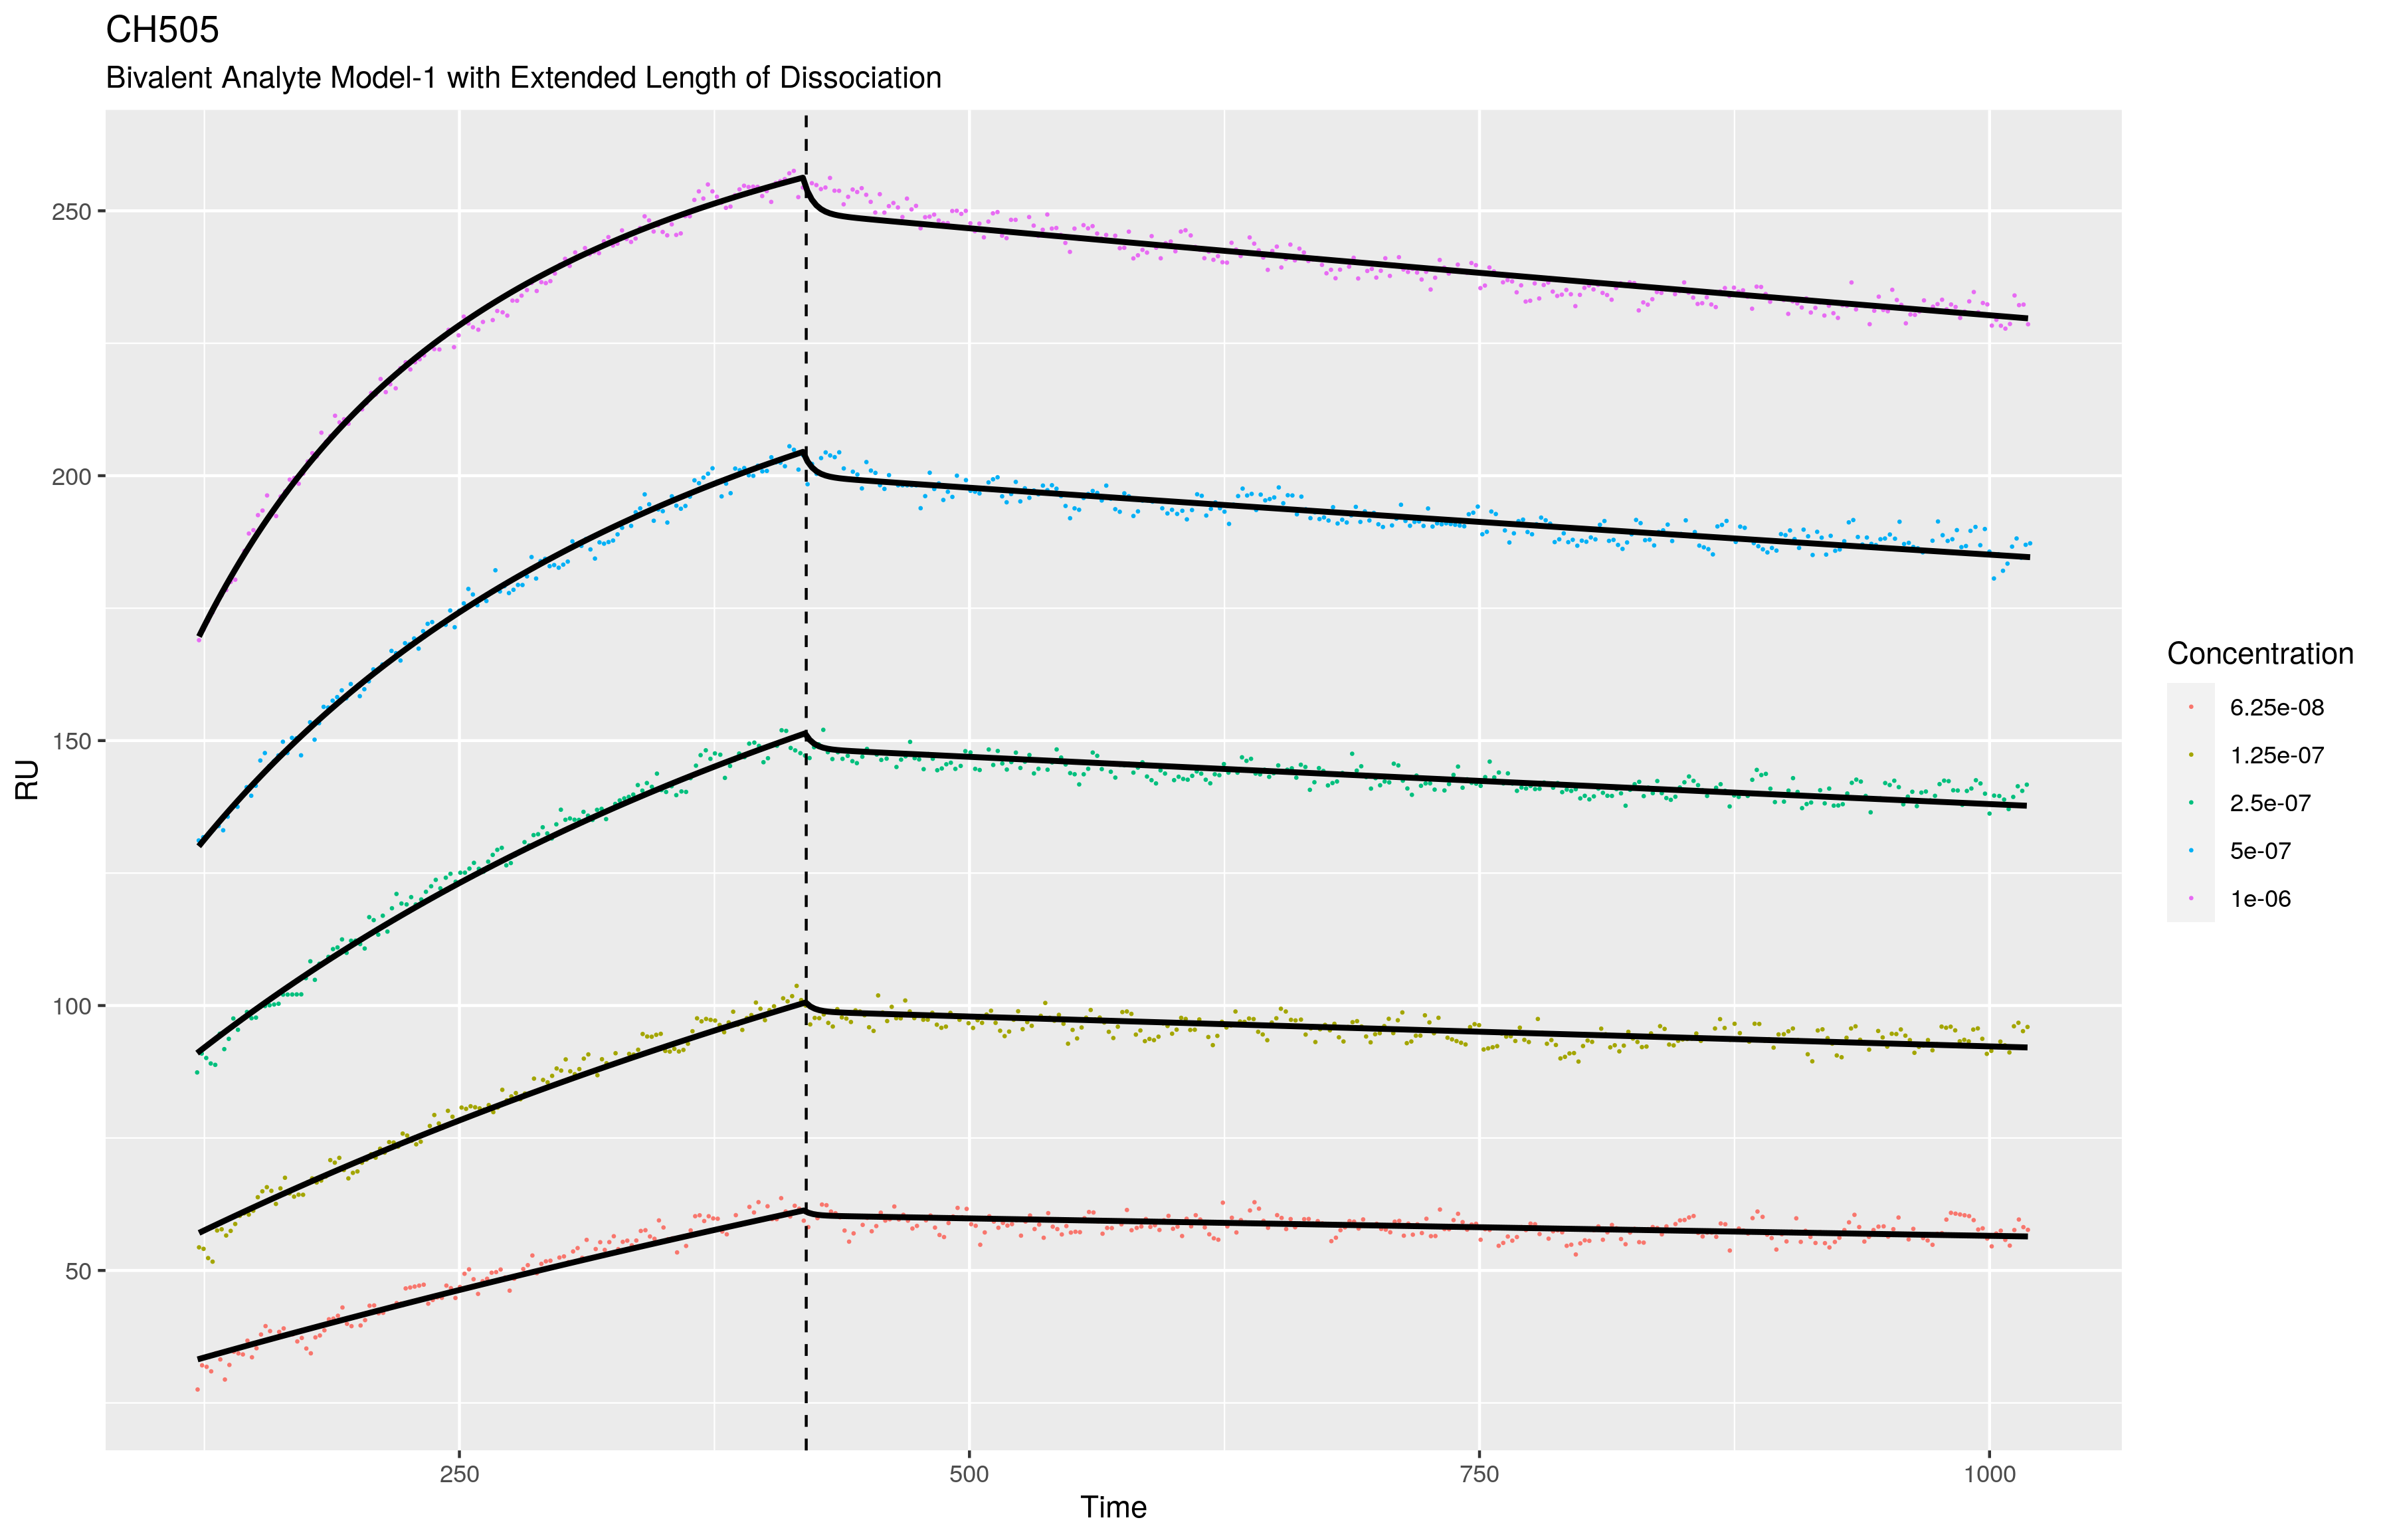 CH505
Bivalent Analyte Model-1 with Extended Length of Dissociation
250
200
150
100
50
RU
250
500
750
1000
Time
Concentration
6.25e-08
1.25e-07
2.5e-07
5e-07
1e-06